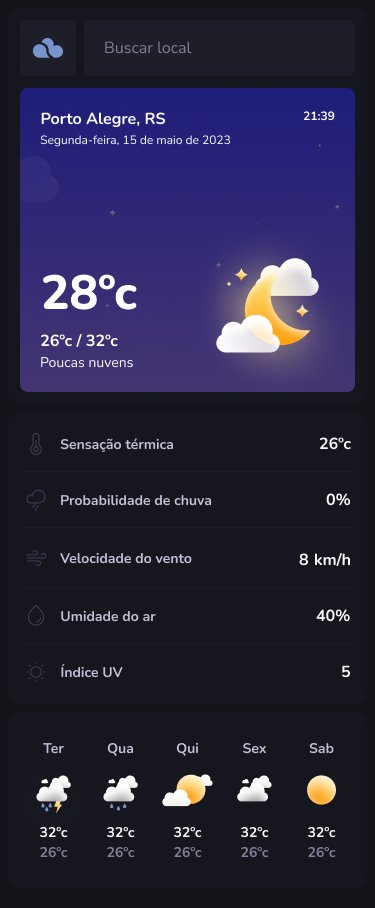 Buscar local
Porto Alegre, RS
21:39
Segunda-feira, 15 de maio de 2023
28ºc
26ºc / 32ºc
Poucas nuvens
Sensação térmica 26ºc
Probabilidade de chuva 0%
Velocidade do vento 8 km/h
Umidade do ar 40%
Índice UV 5
Ter Qua Qui Sex Sab
32ºc 32ºc 32ºc 32ºc 32ºc
26ºc 26ºc 26ºc 26ºc 26ºc